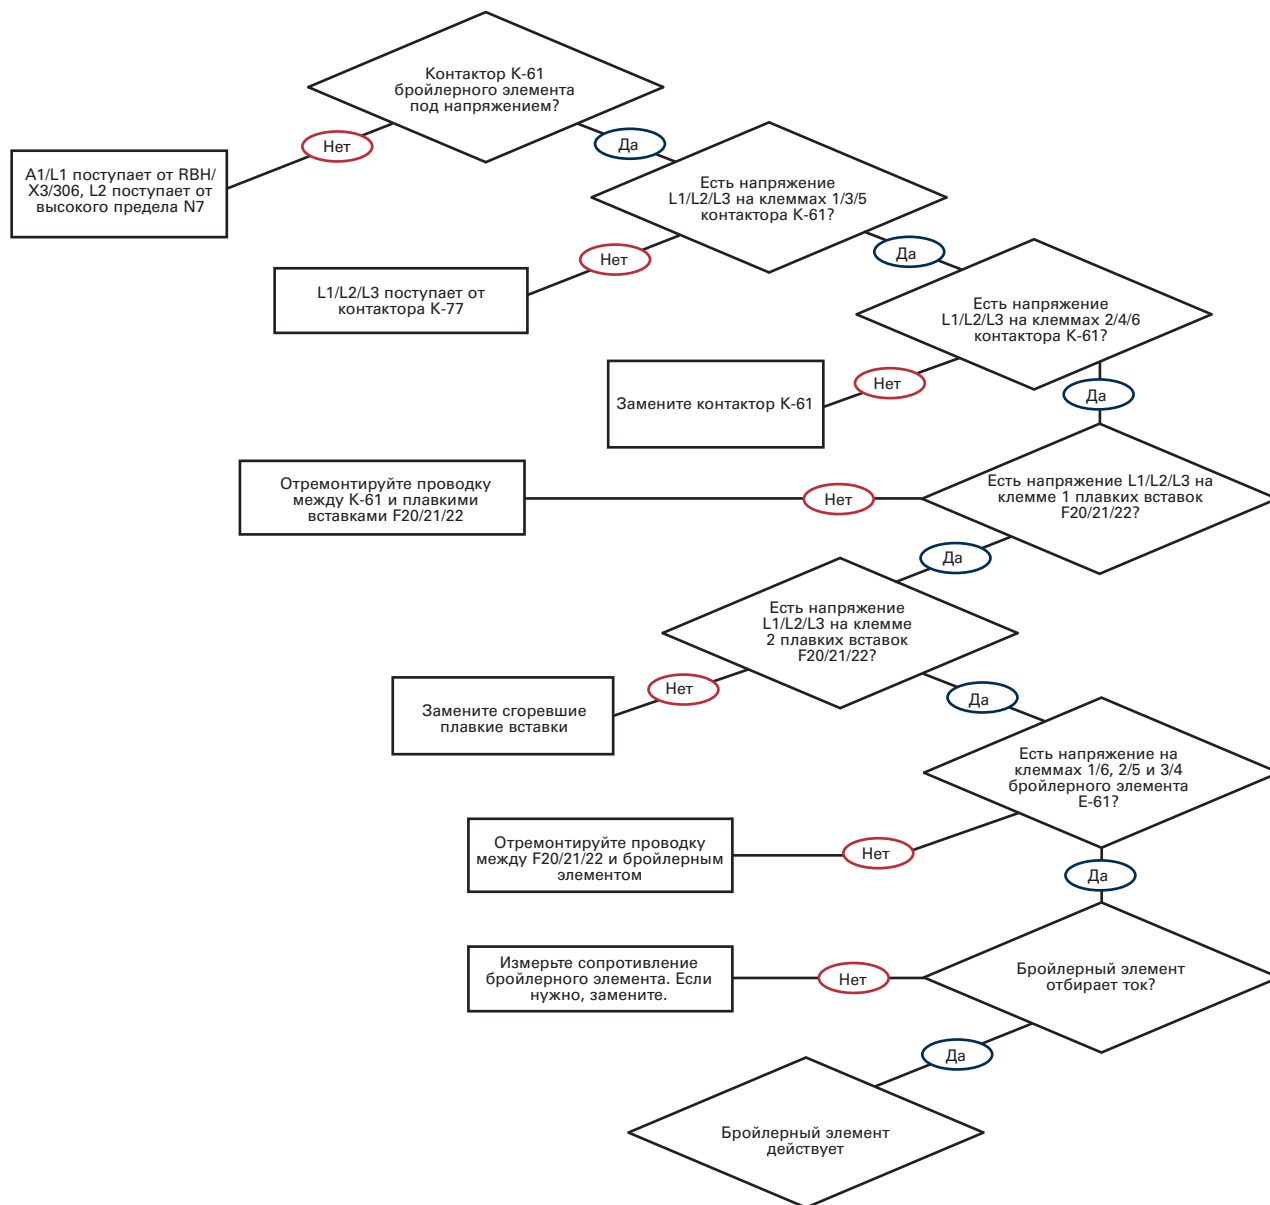 Контактор К-61
бройлерного элемента
под напряжением?
Нет
Да
A1/L1 поступает от RBH/
X3/306, L2 поступает от
высокого предела N7
Есть напряжение
L1/L2/L3 на клеммах 1/3/5
контактора К-61?
Нет
Да
L1/L2/L3 поступает от
контактора К-77
Есть напряжение
L1/L2/L3 на клеммах 2/4/6
контактора К-61?
Нет
Да
Замените контактор К-61
Есть напряжение L1/L2/L3 на
клемме 1 плавких вставок
F20/21/22?
Нет
Да
Отремонтируйте проводку
между К-61 и плавкими
вставками F20/21/22
Есть напряжение
L1/L2/L3 на клемме
2 плавких вставок
F20/21/22?
Нет
Да
Замените сгоревшие
плавкие вставки
Есть напряжение на
клеммах 1/6, 2/5 и 3/4
бройлерного элемента
Е-61?
Нет
Да
Отремонтируйте проводку
между F20/21/22 и бройлерным
элементом
Бройлерный элемент
отбирает ток?
Нет
Да
Измерьте сопротивление
бройлерного элемента. Если
нужно, замените.
Бройлерный элемент
действует